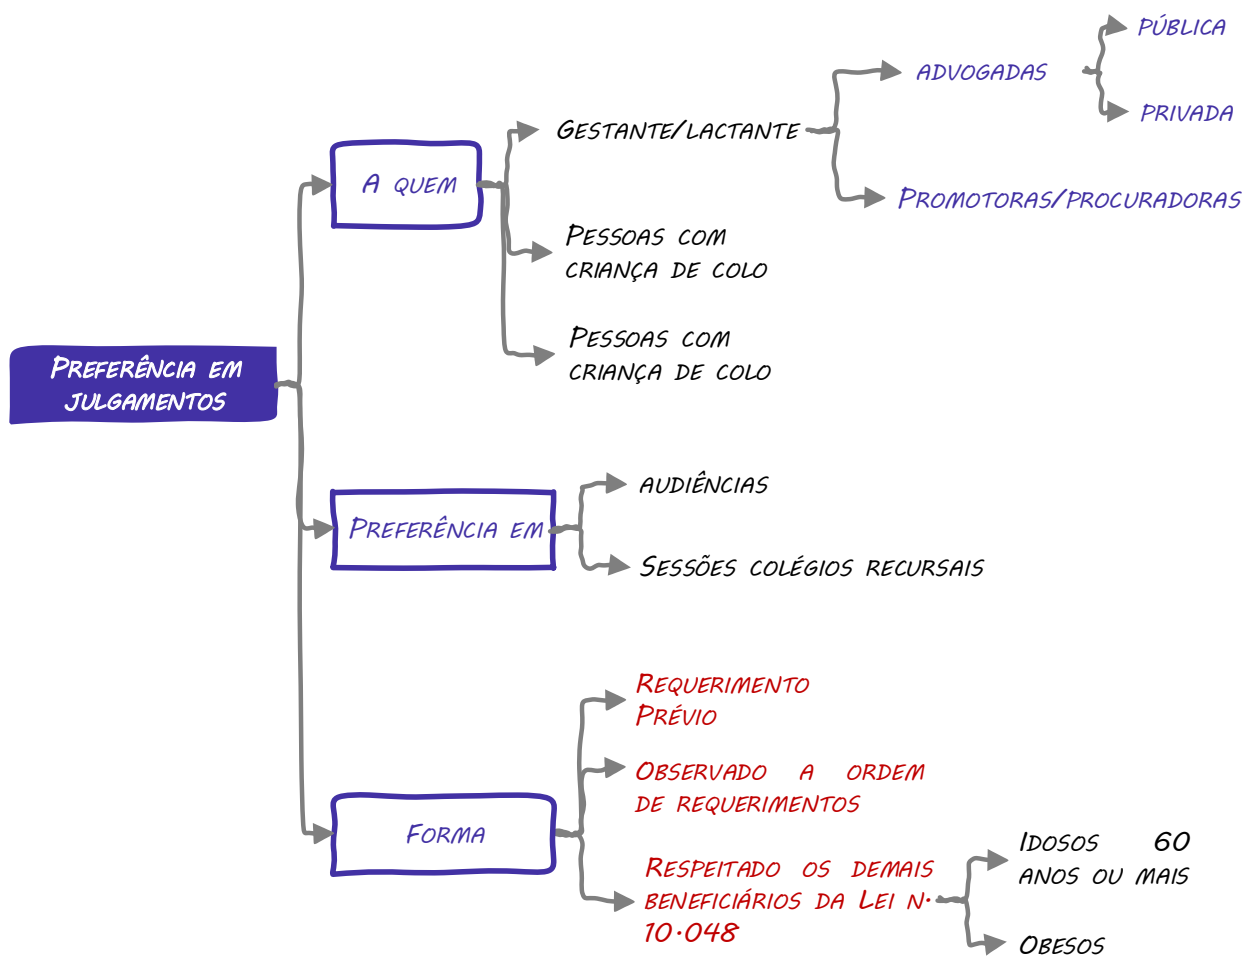 Preferência em
julgamentos
A quem
Gestante/lactante
advogadas
pública
privada
Promotoras/procuradoras
Pessoas com
criança de colo
Pessoas com
criança de colo
Preferência em
audiências
Sessões colégios recursais
Forma
Requerimento
Prévio
Observado a ordem
de requerimentos
Respeitado os demais
beneficiários da Lei n.
10.048
Idosos 60
anos ou mais
Obesos